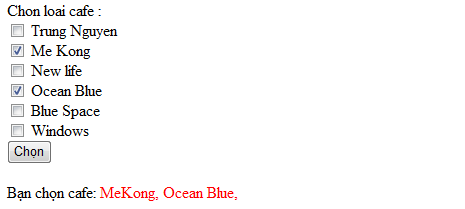 Chon loai cafe :
Trung Nguyen
Me Kong
New life
Ocean Blue
Blue Space
Windows
Chọn
Bạn chọn cafe: MeKong, Ocean Blue,